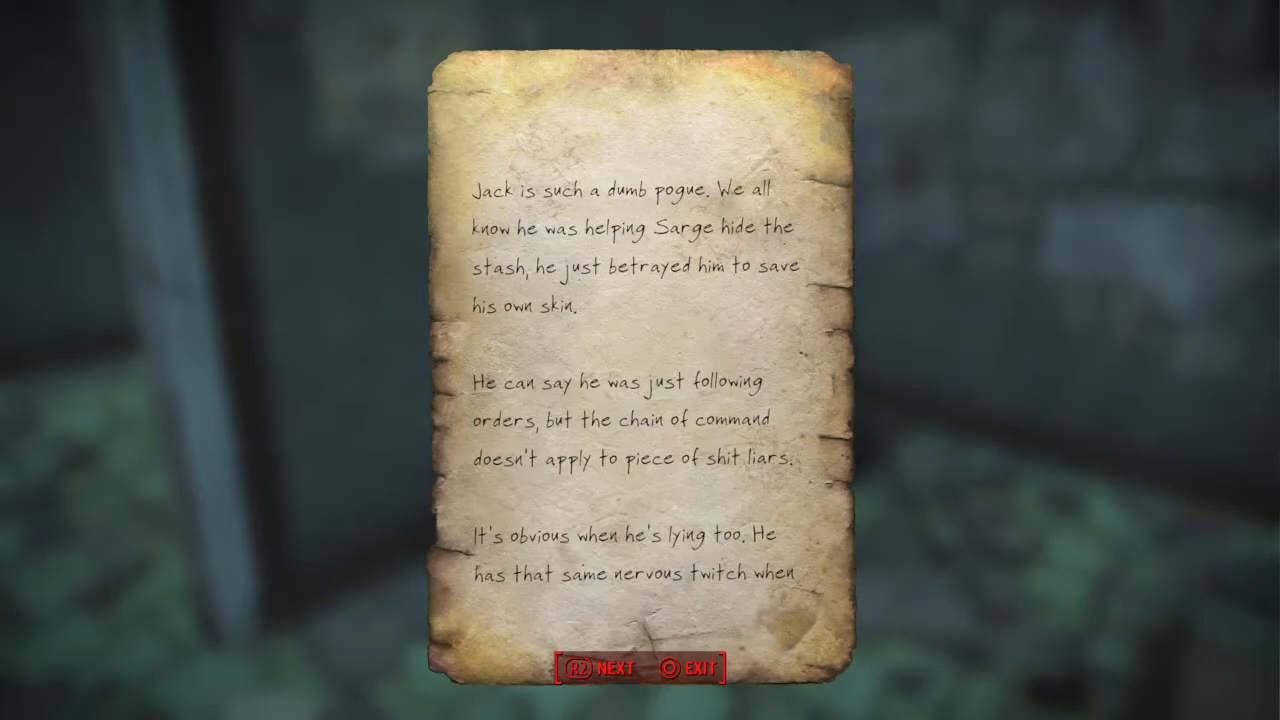 Jack is such a dumb pogue. We all
know he was helping Sarge hide the
stash, he just betrayed him to save
his own skin.
He can say he was just following
orders, but the chain of command
doesn't apply to piece of shit liars.
It's obvious when he's lying too. He
has that same nervous twitch when
R2 NEXT O EXIT